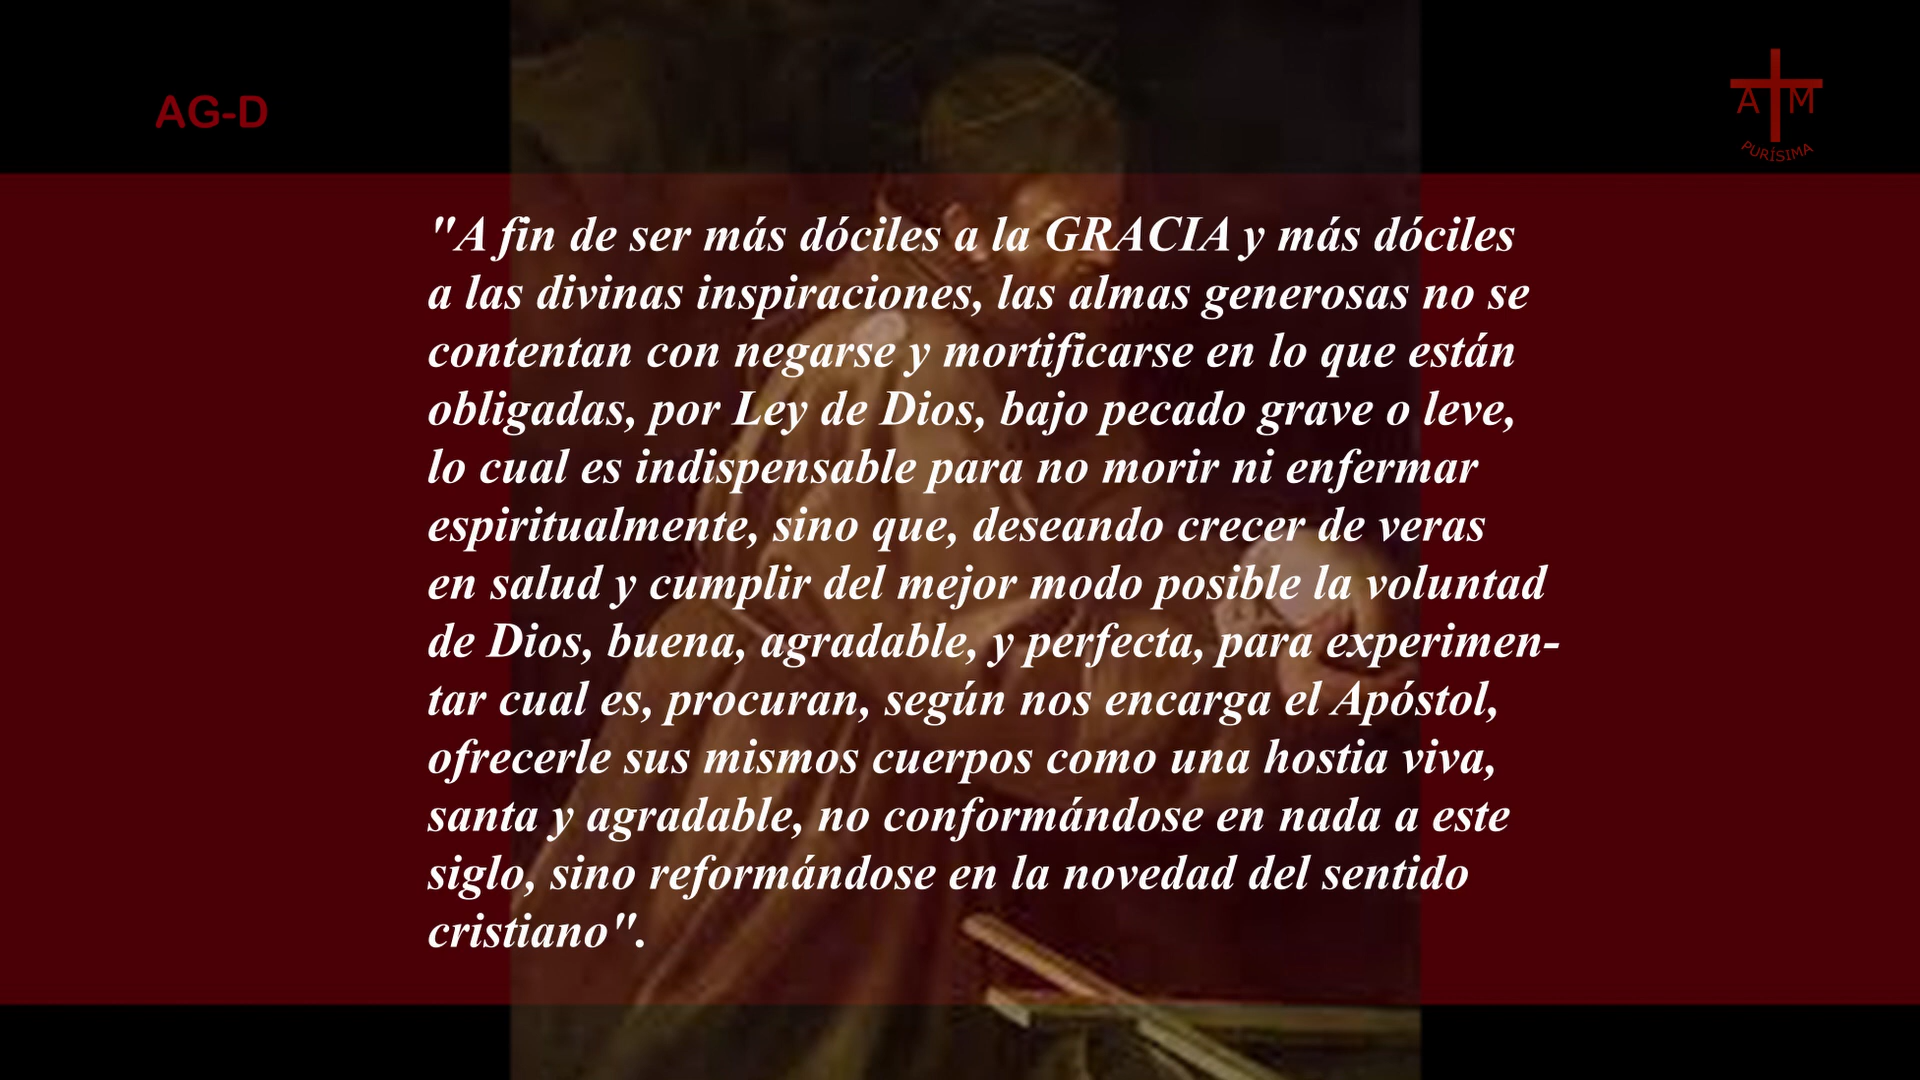 AG-D
A M
PURÍSIMA
"A fin de ser más dóciles a la GRACIA y más dóciles
a las divinas inspiraciones, las almas generosas no se
contentan con negarse y mortificarse en lo que están
obligadas, por Ley de Dios, bajo pecado grave o leve,
lo cual es indispensable para no morir ni enfermar
espiritualmente, sino que, deseando crecer de veras
en salud y cumplir del mejor modo posible la voluntad
de Dios, buena, agradable, y perfecta, para experimen-
tar cual es, procuran, según nos encarga el Apóstol,
ofrecerle sus mismos cuerpos como una hostia viva,
santa y agradable, no conformándose en nada a este
siglo, sino reformándose en la novedad del sentido
cristiano".